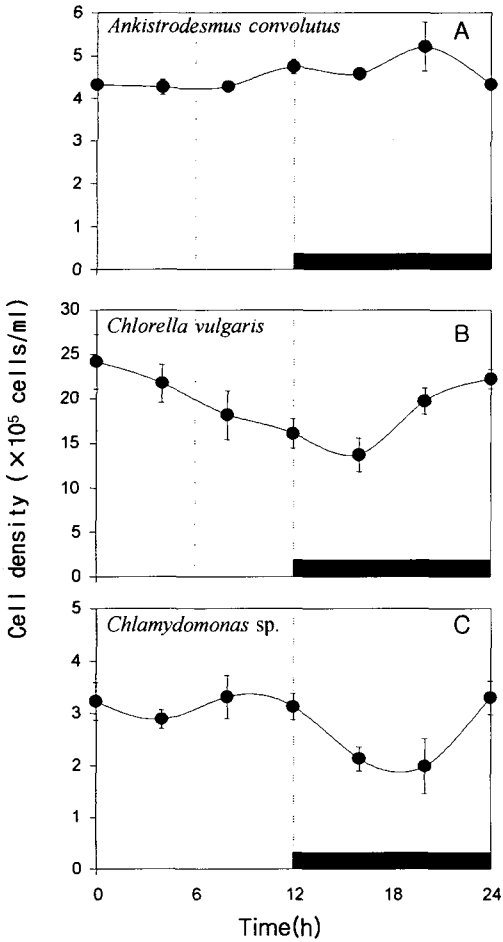 Ankistrodesmus convolutus
A
6
5
4
3
2
1
0
Chlorella vulgaris
B
30
25
20
15
10
5
0
Chlamydomonas sp.
C
5
4
3
2
1
0
0 6 12 18 24
Time(h)
Cell density (×10⁵ cells/ml)